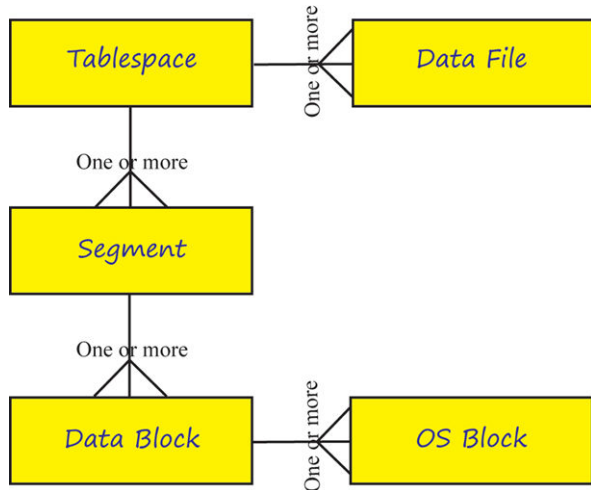 Tablespace
One or more
Data File
One or more
Segment
One or more
Data Block
One or more
OS Block